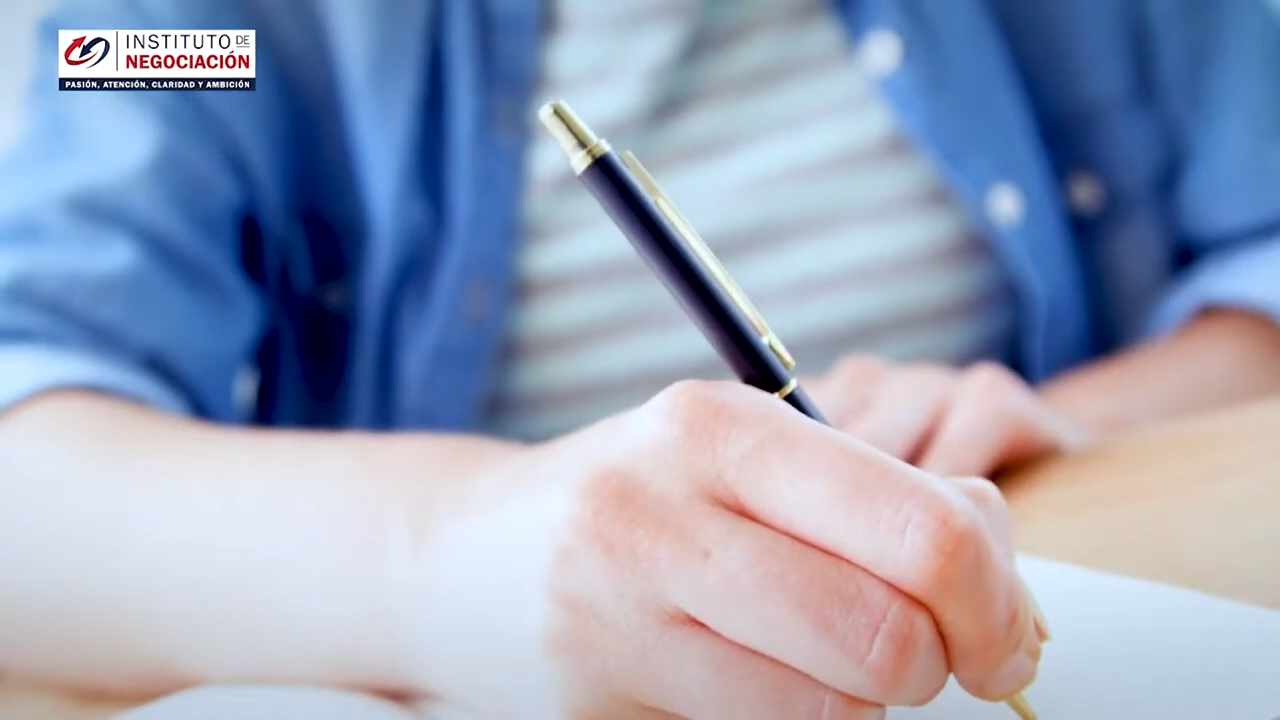 INSTITUTO DE
NEGOCIACIÓN
PASIÓN, ATENCIÓN, CLARIDAD Y AMBICIÓN